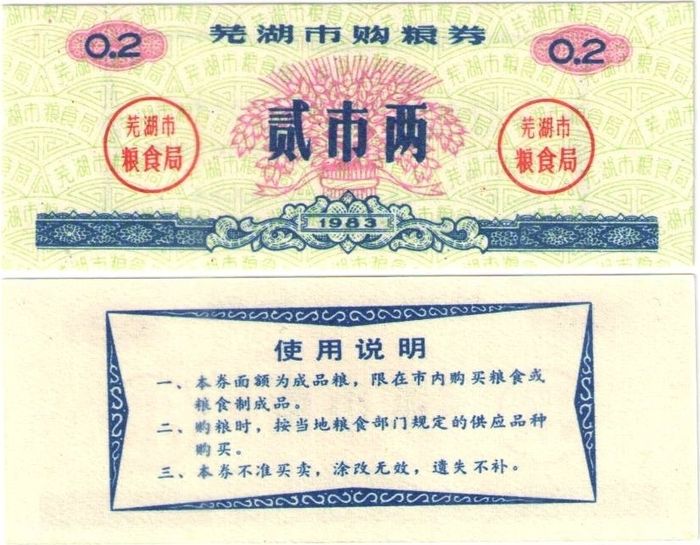 0.2 芜湖市购粮券 0.2
芜湖市
粮食局
贰市两
芜湖市
粮食局
1983
使用说明
一、本券面额为成品粮，限在市内购买粮食或
粮食制成品。
二、购粮时，按当地粮食部门规定的供应品种
购买。
三、本券不准买卖，涂改无效，遗失不补。